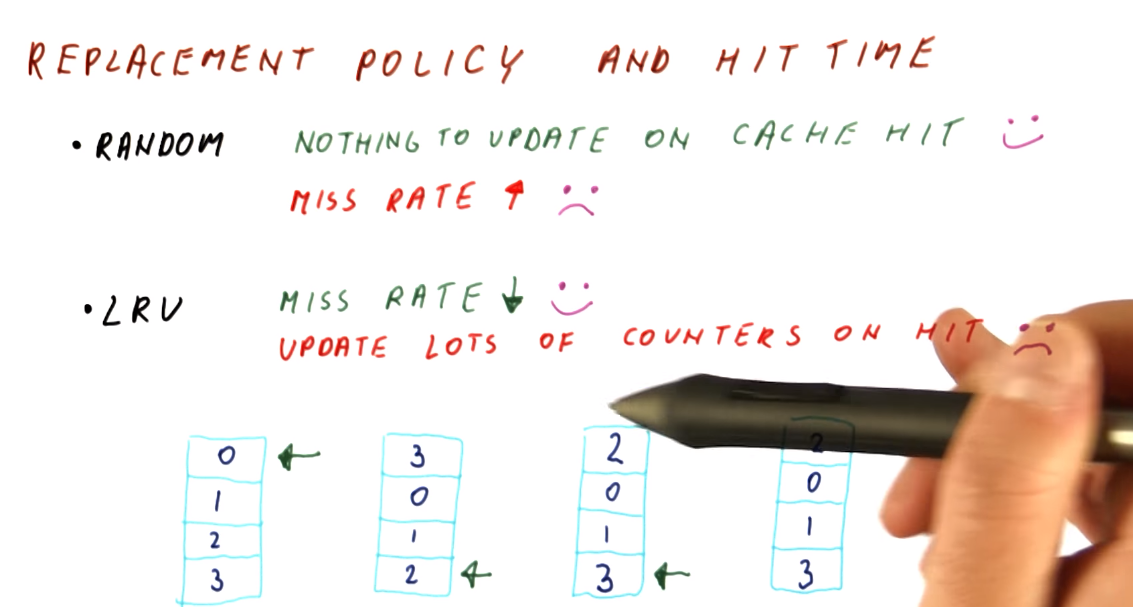 REPLACEMENT POLICY AND HIT TIME
• RANDOM NOTHING TO UPDATE ON CACHE HIT
MISS RATE ↑
• LRU MISS RATE ↓
UPDATE LOTS OF COUNTERS ON HIT
0 3 2 2
1 0 0 0
2 1 1 1
3 2 3 3